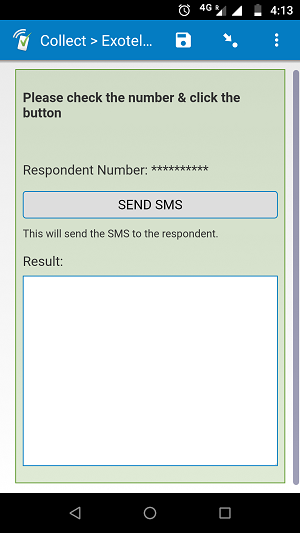 4G R 4:13
Collect > Exotel...
Please check the number & click the
button
Respondent Number: **********
SEND SMS
This will send the SMS to the respondent.
Result: